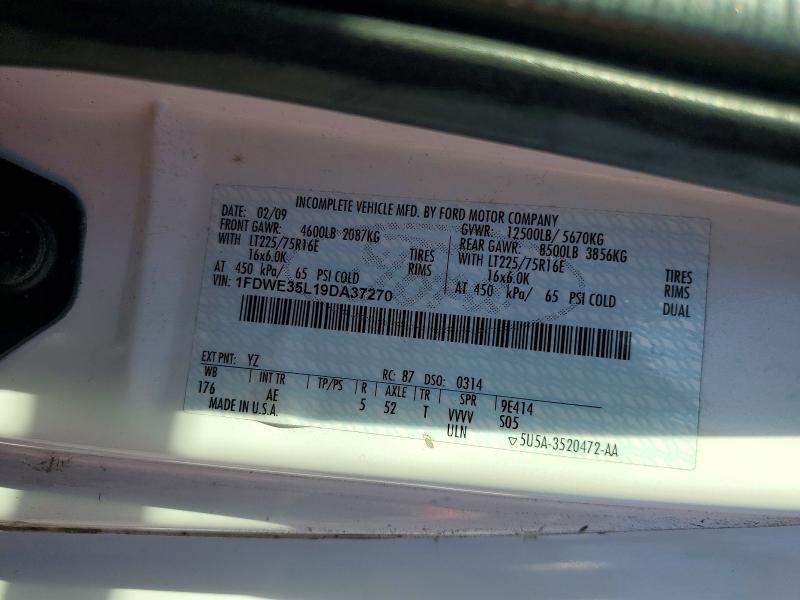 INCOMPLETE VEHICLE MFD. BY FORD MOTOR COMPANY
DATE: 02/09 GVWR: 12500LB/ 5670KG
FRONT GAWR: 4600LB 2087KG REAR GAWR: 8500LB 3856KG
WITH LT225/75R16E TIRES WITH LT225/75R16E TIRES
16x6.0K RIMS 16x6.0K RIMS
AT 450 kPa/ 65 PSI COLD AT 450 kPa/ 65 PSI COLD DUAL
VIN: 1FDWE35L19DA37270
EXT PNT: YZ RC: 87 DSO: 0314
WB INT TR TP/PS R AXLE TR SPR 9E414
176 AE 5 52 T VVVV S05
MADE IN U.S.A. ULN ▽5U5A-3520472-AA